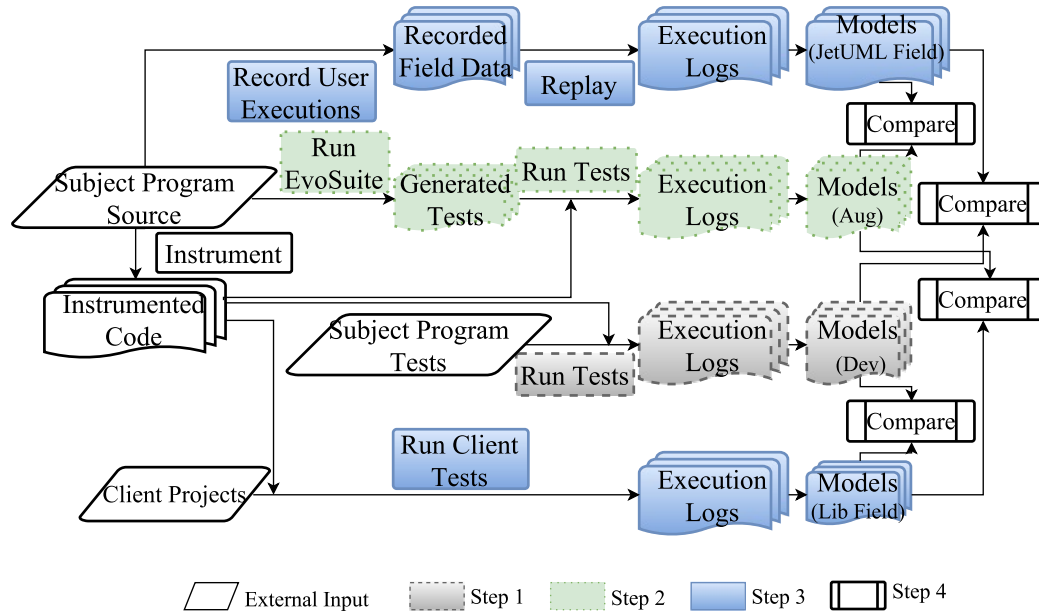 Recorded
Field Data
Execution
Logs
Models
(JetUML Field)
Record User
Executions
Replay
Compare
Run
EvoSuite
Run Tests
Subject Program
Source
Generated
Tests
Execution
Logs
Models
(Aug)
Compare
Instrument
Compare
Instrumented
Code
Subject Program
Tests
Execution
Logs
Models
(Dev)
Run Tests
Compare
Run Client
Tests
Client Projects
Execution
Logs
Models
(Lib Field)
External Input
Step 1
Step 2
Step 3
Step 4